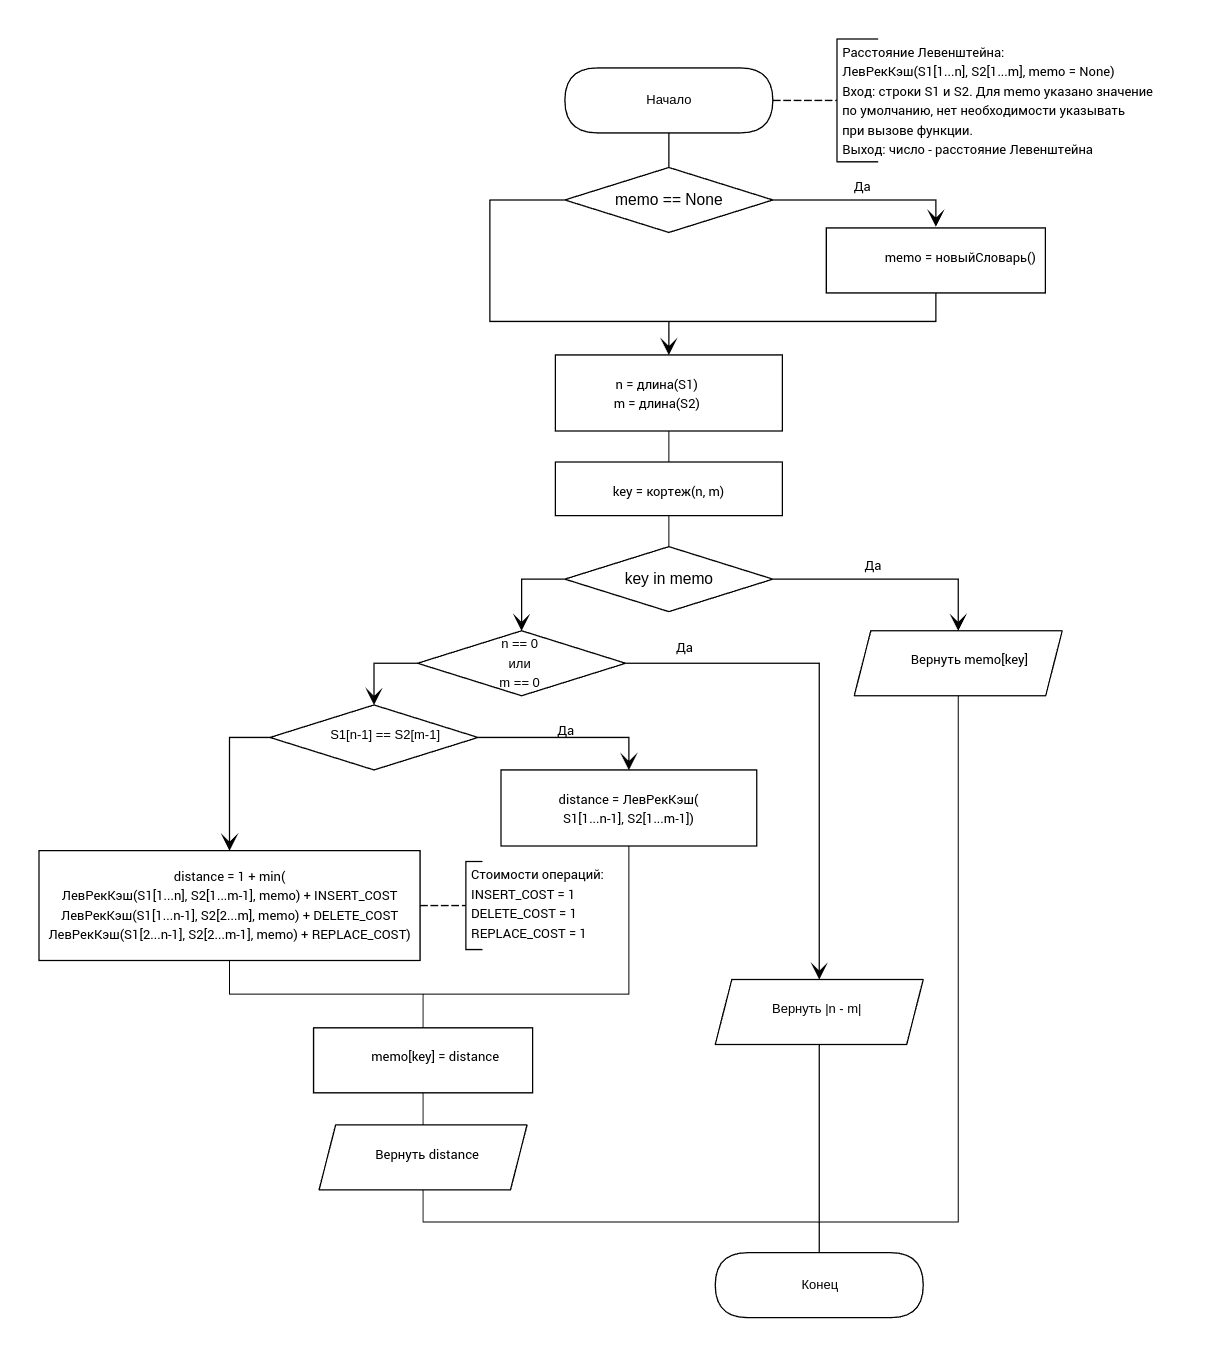 Начало
Расстояние Левенштейна:
ЛевРекКэш(S1[1...n], S2[1...m], memo = None)
Вход: строки S1 и S2. Для memo указано значение
по умолчанию, нет необходимости указывать
при вызове функции.
Выход: число - расстояние Левенштейна
memo == None
Да
memo = новыйСловарь()
n = длина(S1)
m = длина(S2)
key = кортеж(n, m)
key in memo
Да
Вернуть memo[key]
n == 0
или
m == 0
Да
S1[n-1] == S2[m-1]
Да
distance = ЛевРекКэш(
S1[1...n-1], S2[1...m-1])
distance = 1 + min(
ЛевРекКэш(S1[1...n], S2[1...m-1], memo) + INSERT_COST
ЛевРекКэш(S1[1...n-1], S2[2...m], memo) + DELETE_COST
ЛевРекКэш(S1[2...n-1], S2[2...m-1], memo) + REPLACE_COST)
Стоимости операций:
INSERT_COST = 1
DELETE_COST = 1
REPLACE_COST = 1
Вернуть |n - m|
memo[key] = distance
Вернуть distance
Конец